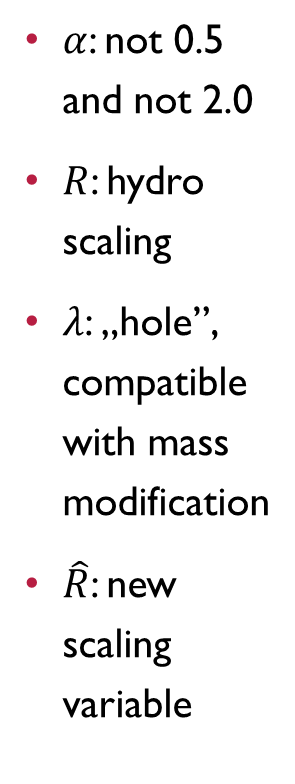 • α: not 0.5
and not 2.0
• R: hydro
scaling
• λ: „hole”,
compatible
with mass
modification
• R̂: new
scaling
variable